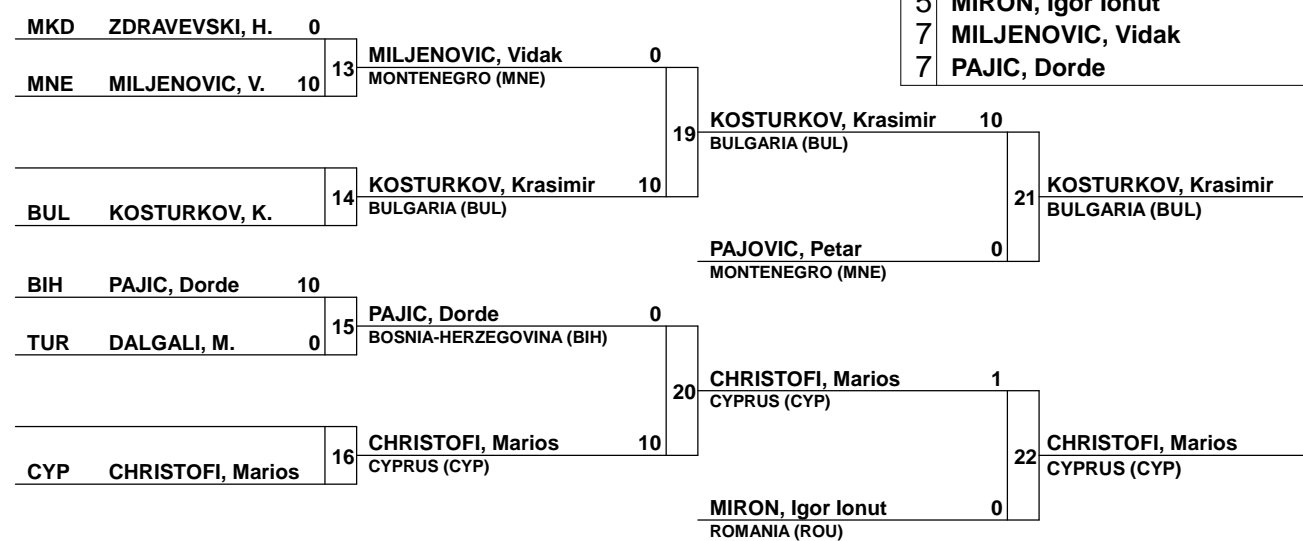 5 MIRON, Igor Ionut
MKD ZDRAVEVSKI, H. 0
7 MILJENOVIC, Vidak
MILJENOVIC, Vidak 0
13
7 PAJIC, Dorde
MNE MILJENOVIC, V. 10
MONTENEGRO (MNE)
KOSTURKOV, Krasimir 10
19
BULGARIA (BUL)
KOSTURKOV, Krasimir 10
KOSTURKOV, Krasimir
14
21
BUL KOSTURKOV, K.
BULGARIA (BUL)
BULGARIA (BUL)
PAJOVIC, Petar 0
MONTENEGRO (MNE)
BIH PAJIC, Dorde 10
PAJIC, Dorde 0
15
BOSNIA-HERZEGOVINA (BIH)
TUR DALGALI, M. 0
CHRISTOFI, Marios 1
20
CYPRUS (CYP)
CHRISTOFI, Marios 10
CHRISTOFI, Marios
16
22
CYP CHRISTOFI, Marios
CYPRUS (CYP)
CYPRUS (CYP)
MIRON, Igor Ionut 0
ROMANIA (ROU)